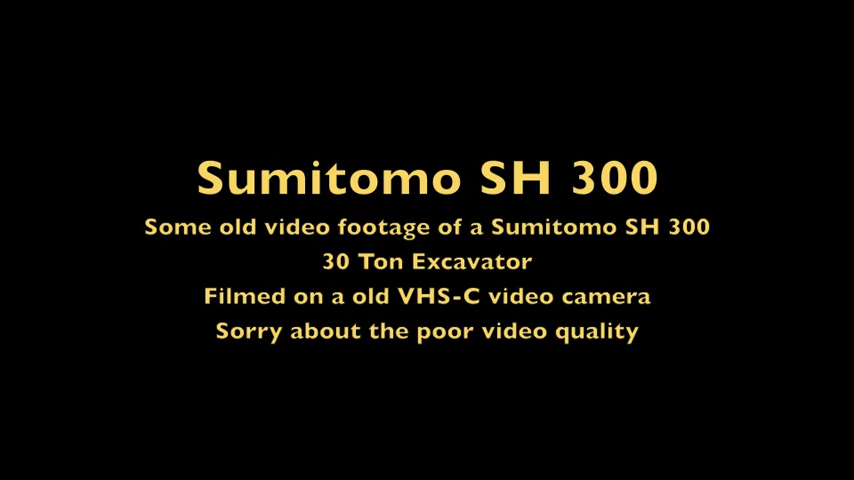 Sumitomo SH 300
Some old video footage of a Sumitomo SH 300
30 Ton Excavator
Filmed on a old VHS-C video camera
Sorry about the poor video quality